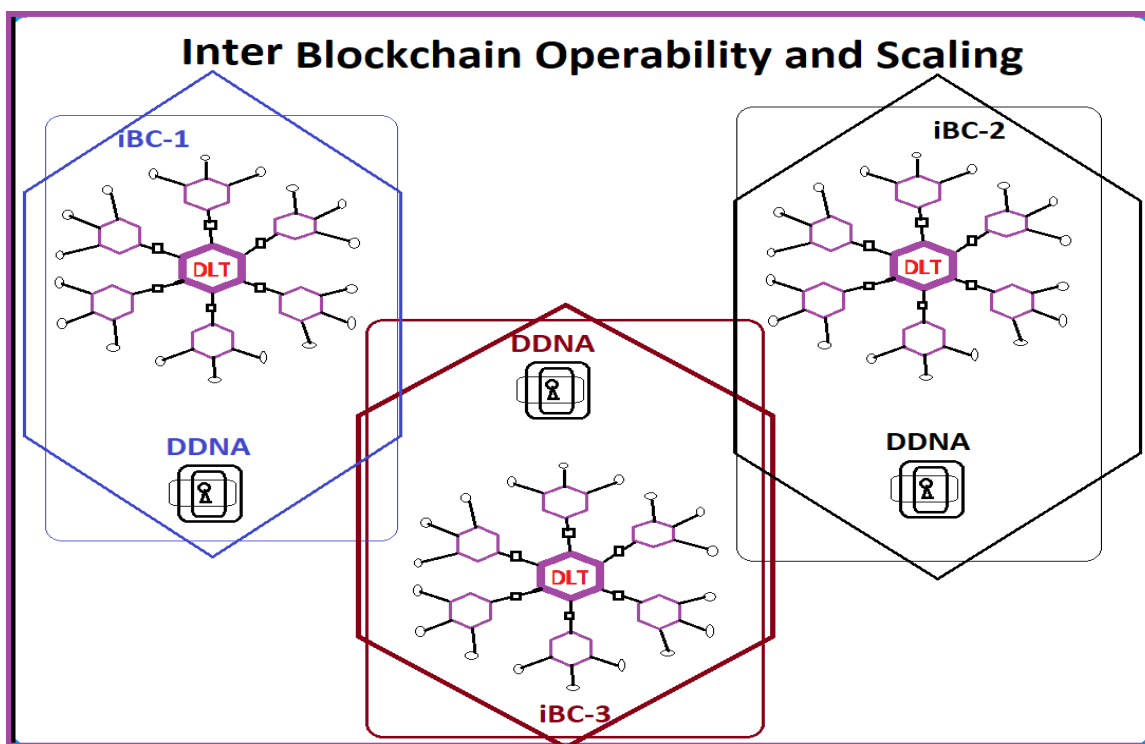 Inter Blockchain Operability and Scaling
iBC-1
DLT
DDNA
iBC-2
DLT
DDNA
DDNA
DLT
iBC-3